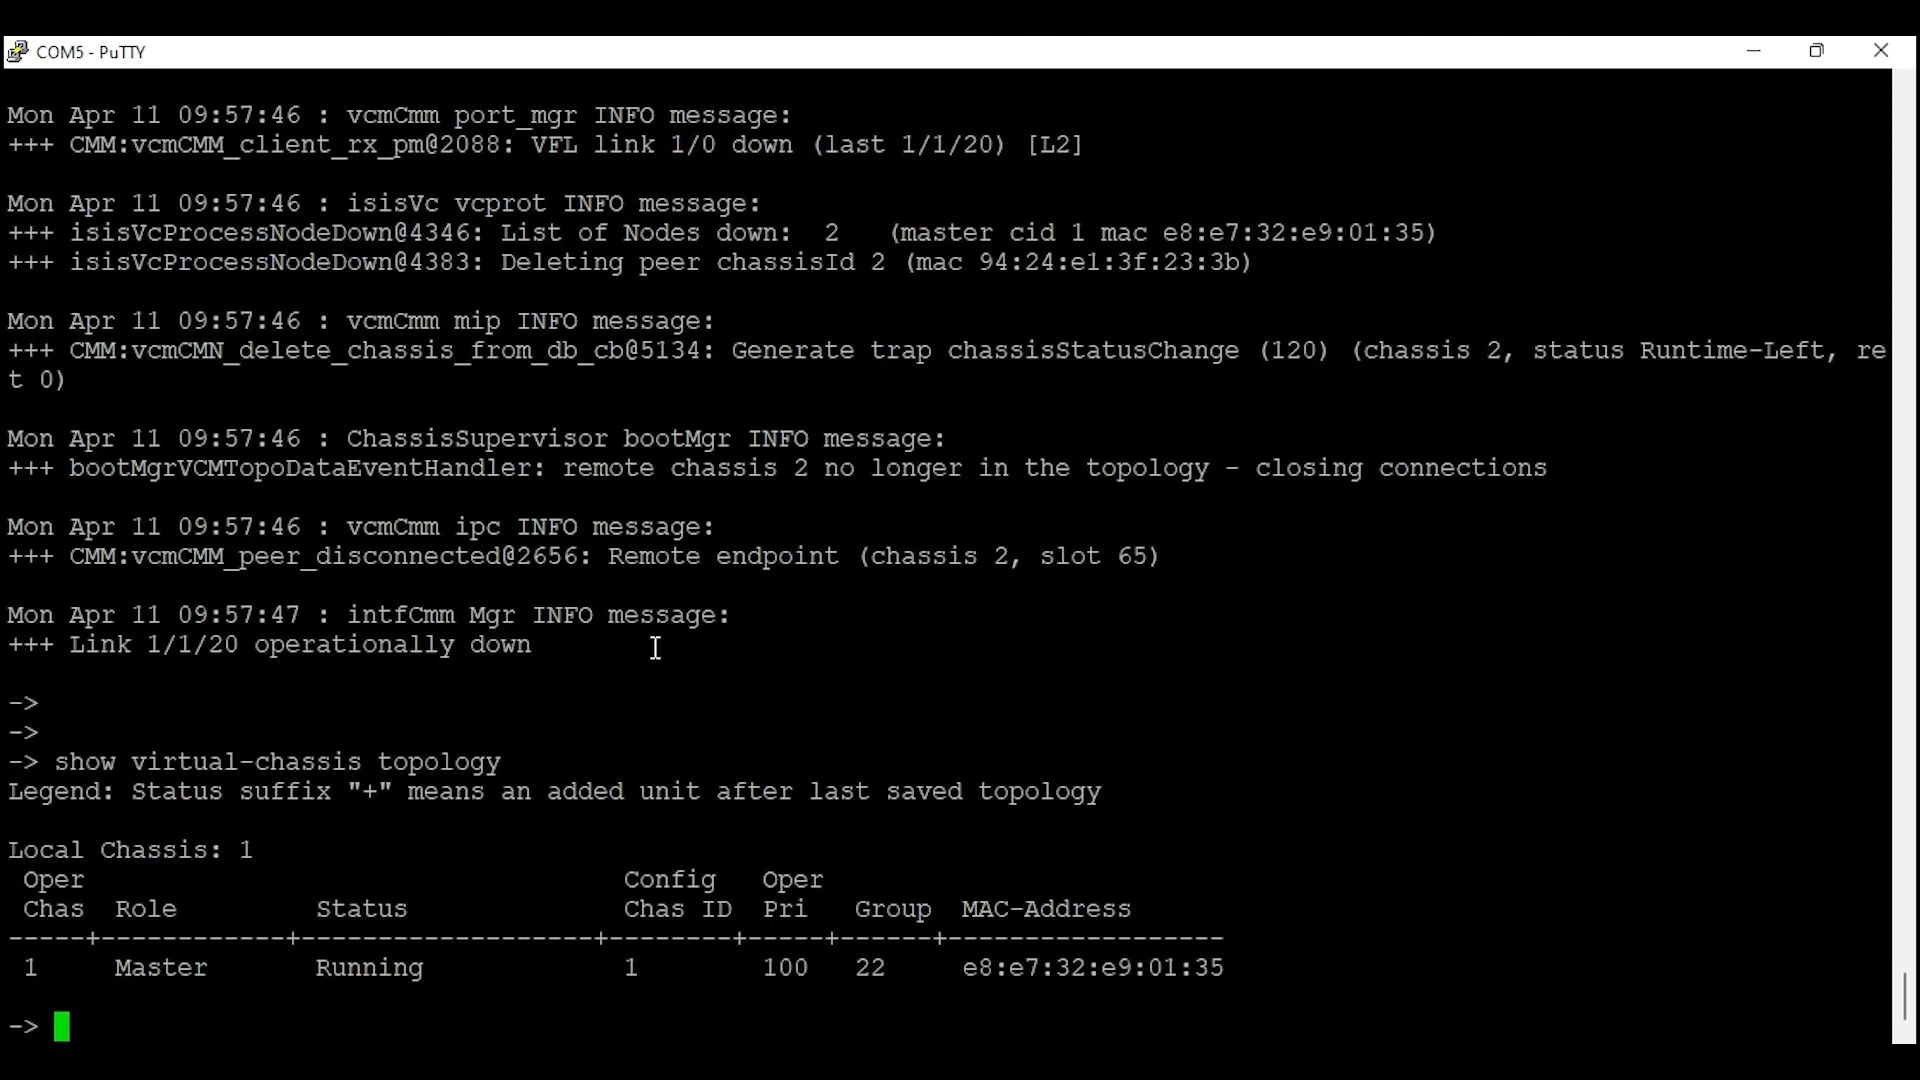 COM5 - PuTTY
Mon Apr 11 09:57:46 : vcmCmm port_mgr INFO message:
+++ CMM:vcmCMM_client_rx_pm@2088: VFL link 1/0 down (last 1/1/20) [L2]
Mon Apr 11 09:57:46 : isisVc vcprot INFO message:
+++ isisVcProcessNodeDown@4346: List of Nodes down:  2   (master cid 1 mac e8:e7:32:e9:01:35)
+++ isisVcProcessNodeDown@4383: Deleting peer chassisId 2 (mac 94:24:e1:3f:23:3b)
Mon Apr 11 09:57:46 : vcmCmm mip INFO message:
+++ CMM:vcmCMN_delete_chassis_from_db_cb@5134: Generate trap chassisStatusChange (120) (chassis 2, status Runtime-Left, re
t 0)
Mon Apr 11 09:57:46 : ChassisSupervisor bootMgr INFO message:
+++ bootMgrVCMTopoDataEventHandler: remote chassis 2 no longer in the topology - closing connections
Mon Apr 11 09:57:46 : vcmCmm ipc INFO message:
+++ CMM:vcmCMM_peer_disconnected@2656: Remote endpoint (chassis 2, slot 65)
Mon Apr 11 09:57:47 : intfCmm Mgr INFO message:
+++ Link 1/1/20 operationally down
->
->
-> show virtual-chassis topology
Legend: Status suffix "+" means an added unit after last saved topology
Local Chassis: 1
 Oper                                   Config   Oper
 Chas  Role         Status              Chas ID  Pri   Group  MAC-Address
-----+------------+-------------------+--------+-----+------+------------------
 1     Master       Running             1        100   22     e8:e7:32:e9:01:35
->